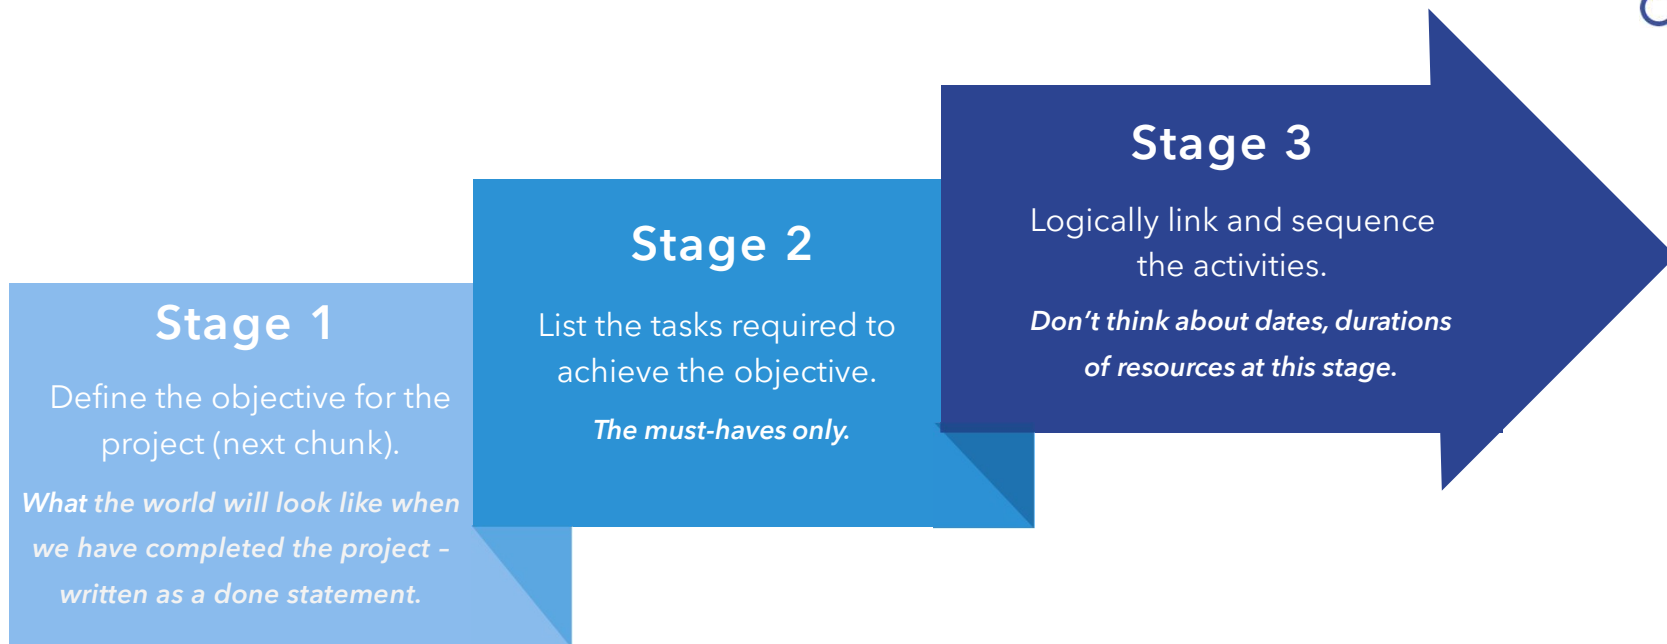 Stage 1
Define the objective for the
project (next chunk).
What the world will look like when
we have completed the project –
written as a done statement.
Stage 2
List the tasks required to
achieve the objective.
The must-haves only.
Stage 3
Logically link and sequence
the activities.
Don't think about dates, durations
of resources at this stage.